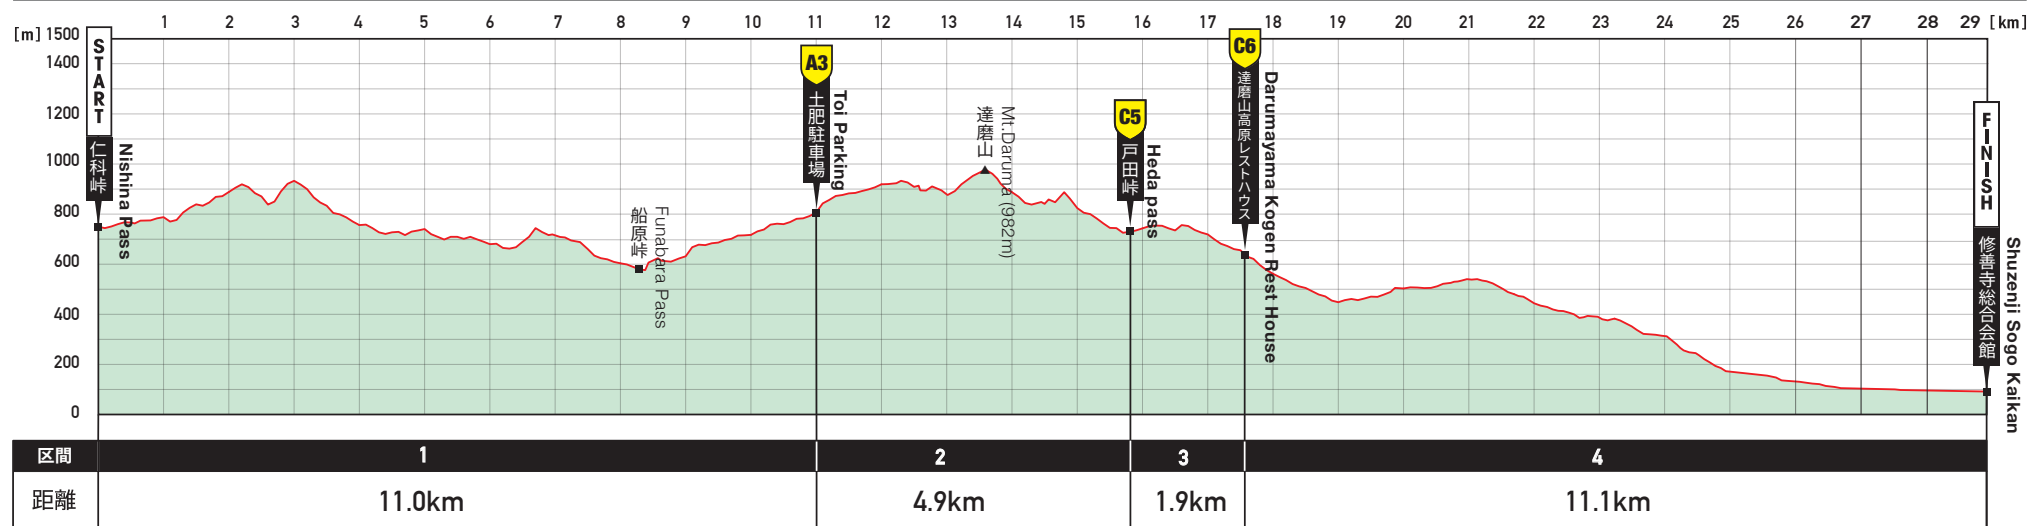 1 2 3 4 5 6 7 8 9 10 11 12 13 14 15 16 17 18 19 20 21 22 23 24 25 26 27 28 29 [km]
[m] 1500
1400
1200
1000
800
600
400
200
0
START
仁科峠
Nishina Pass
船原峠
Funabara Pass
A3
土肥駐車場
Toi Parking
達磨山
Mt.Daruma (982m)
C5
戸田峠
Heda pass
C6
達磨山高原レストハウス
Darumayama Kogen Rest House
FINISH
修善寺総合会館
Shuzenji Sogo Kaikan
区間 1 2 3 4
距離 11.0km 4.9km 1.9km 11.1km